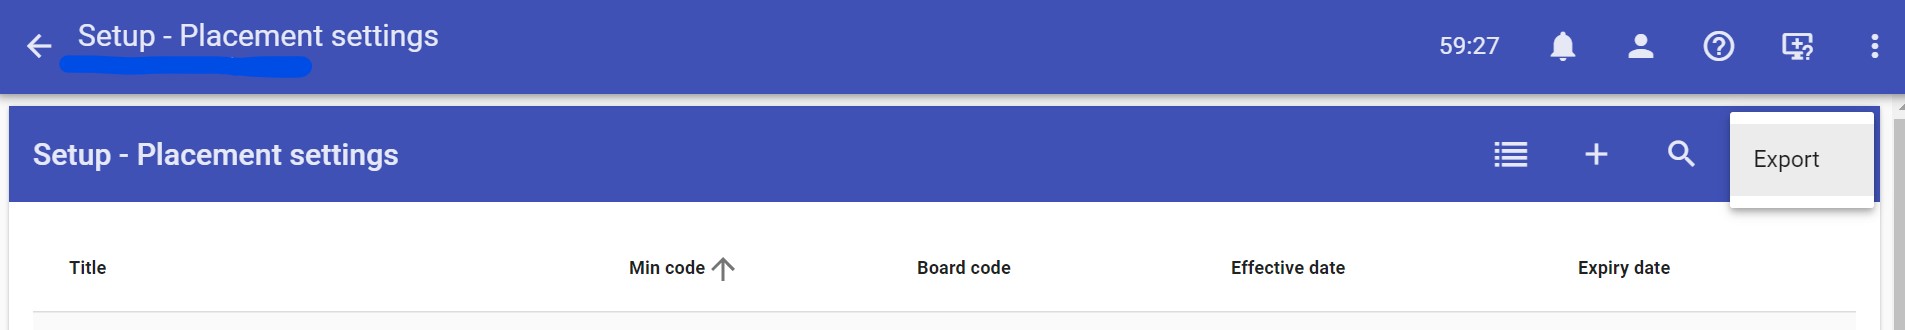 Setup - Placement settings
59:27
Setup - Placement settings
Export
Title
Min code
Board code
Effective date
Expiry date